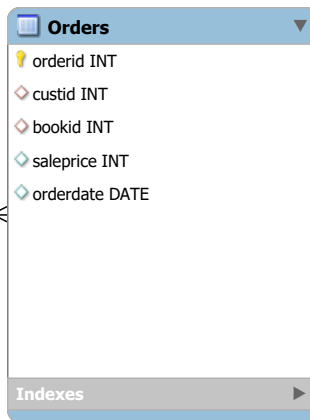 Orders
orderid INT
custid INT
bookid INT
saleprice INT
orderdate DATE
Indexes